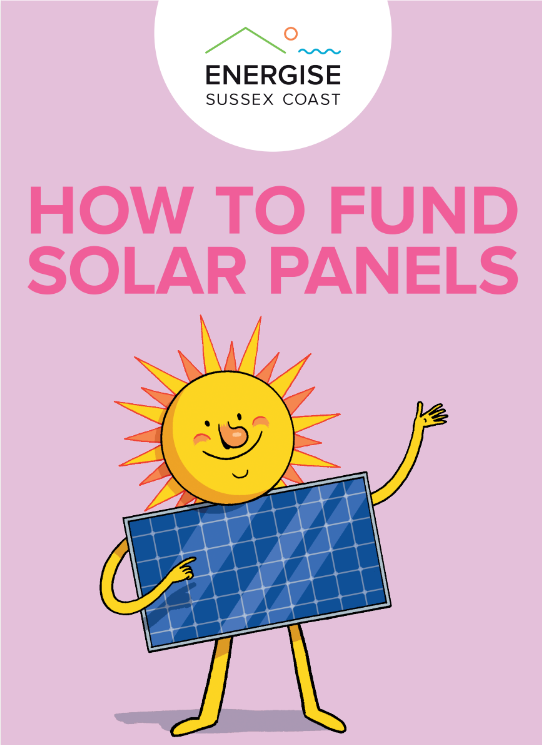 ENERGISE
SUSSEX COAST
HOW TO FUND
SOLAR PANELS